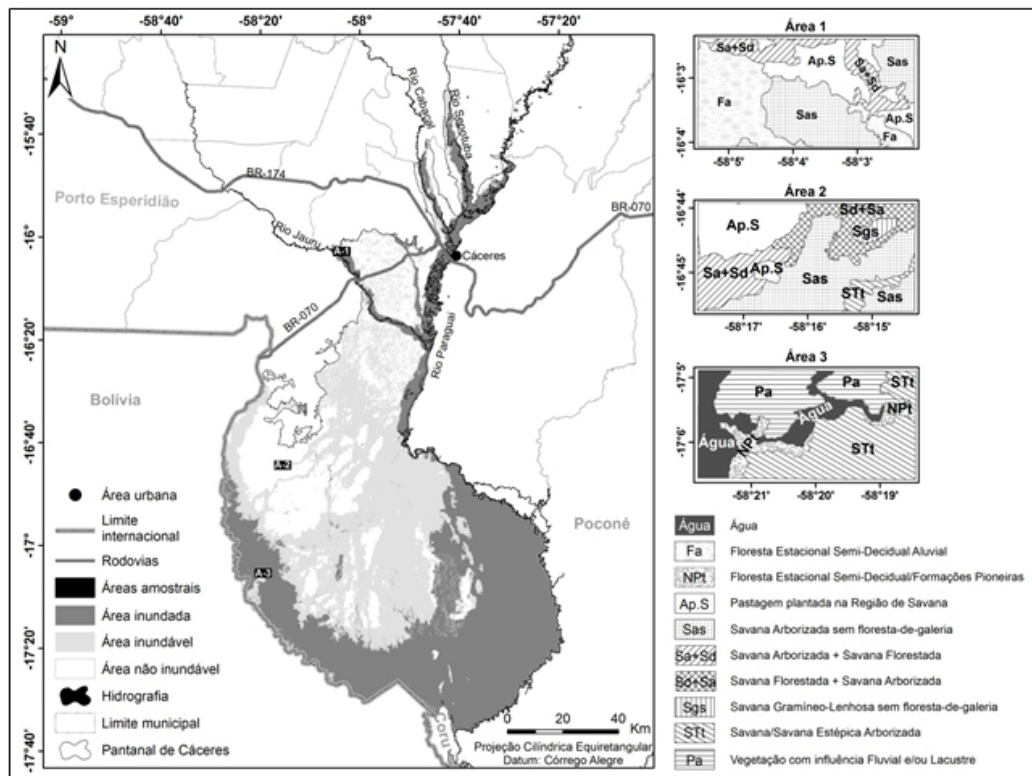 -59°
-58°40'
-58°20'
-58°
-57°40'
-57°20'
N
-15°40'
-16°
-16°20'
-16°40'
-17°
-17°20'
-17°40'
Rio Cabaçal
Rio Sepotuba
BR-174
Porto Esperidião
Rio Jauru
A-1
BR-070
Cáceres
BR-070
Rio Paraguai
Bolívia
A-2
Poconé
A-3
Área urbana
Limite
internacional
Rodovias
Áreas amostrais
Área inundada
Área inundável
Área não inundável
Hidrografia
Limite municipal
Pantanal de Cáceres
0 20 40
Km
Projeção Cilíndrica Equiretangular
Datum: Córrego Alegre
Área 1
Sa+Sd
Ap.S
Sa+Sd
Sas
Fa
Sas
Ap.S
Fa
-16°3'
-16°4'
-58°5'
-58°4'
-58°3'
Área 2
Ap.S
Sd+Sa
Sgs
Sa+Sd
Ap.S
Sas
STt
Sas
-16°44'
-16°45'
-58°17'
-58°16'
-58°15'
Área 3
Pa
Pa
STt
NPt
Água
Água
NPt
STt
-17°5'
-17°6'
-58°21'
-58°20'
-58°19'
Água Água
Fa Floresta Estacional Semi-Decidual Aluvial
NPt Floresta Estacional Semi-Decidual/Formações Pioneiras
Ap.S Pastagem plantada na Região de Savana
Sas Savana Arborizada sem floresta-de-galeria
Sa+Sd Savana Arborizada + Savana Florestada
Sd+Sa Savana Florestada + Savana Arborizada
Sgs Savana Gramíneo-Lenhosa sem floresta-de-galeria
STt Savana/Savana Estépica Arborizada
Pa Vegetação com influência Fluvial e/ou Lacustre